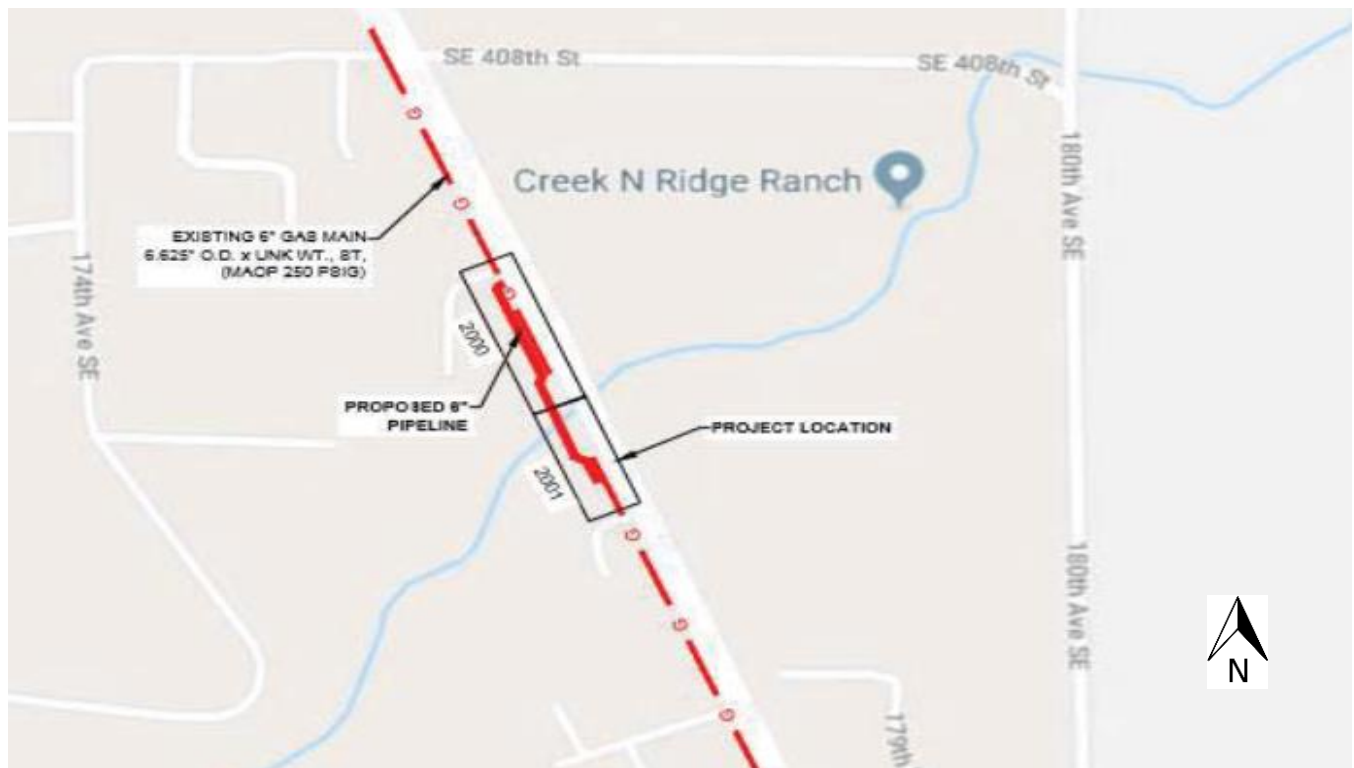 SE 408th St
SE 408th St
G
180th Ave SE
Creek N Ridge Ranch
G
EXISTING 6" GAS MAIN
6.625" O.D. x UNK WT., ST,
(MAOP 250 PSIG)
174th Ave SE
G
2000
PROPOSED 6"
PIPELINE
PROJECT LOCATION
2001
G
180th Ave SE
G
N
G
179th